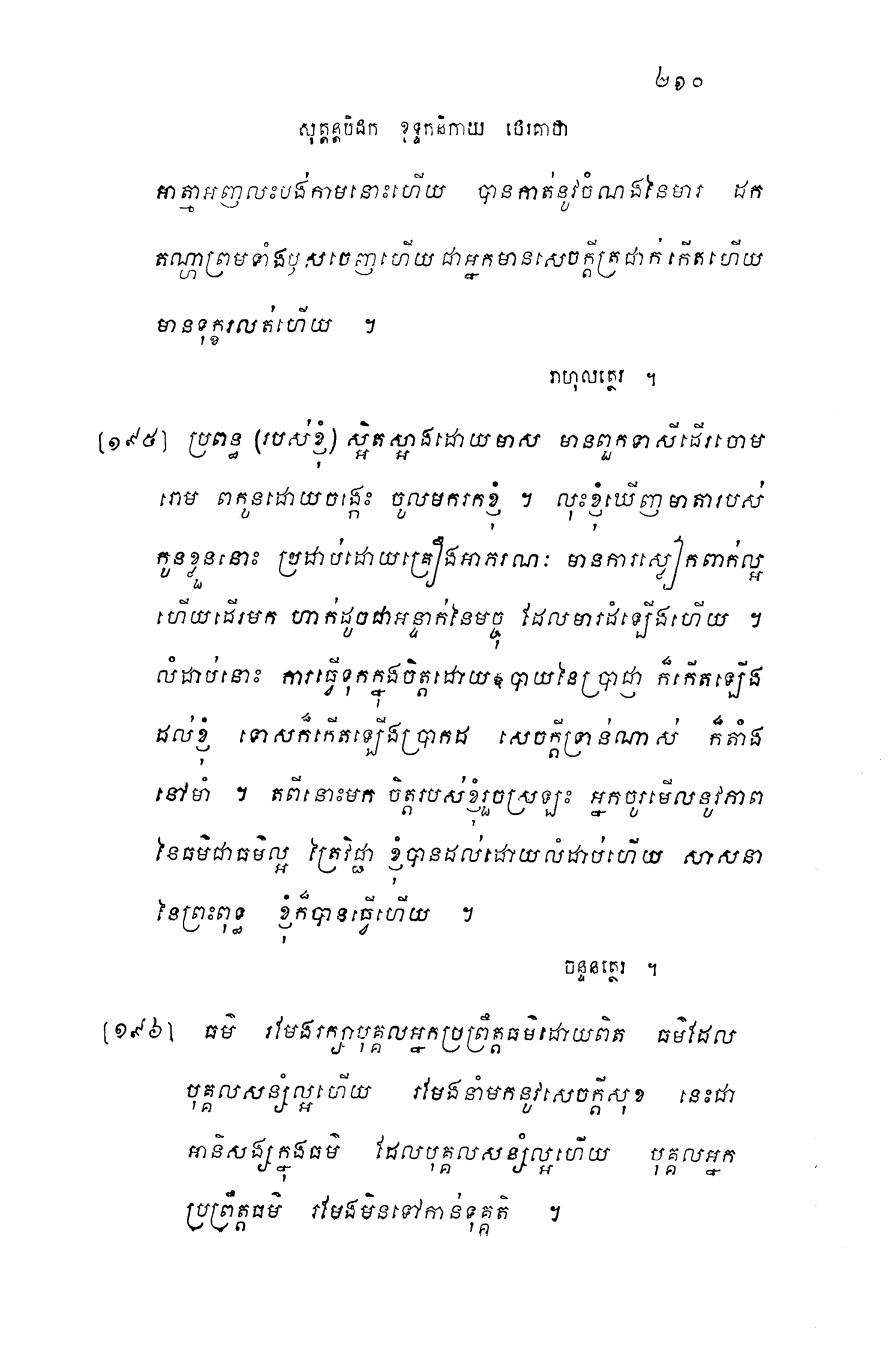 ២១០
សុត្តន្តបិដក ខុទ្ទកនិកាយ ថេរគាថា
អាត្មាអញលះបង់កាមនោះហើយ បានកាត់នូវចំណងនៃមារ ដក
តណ្ហាព្រមទាំងឫសចេញហើយ ជាអ្នកមានសេចក្តីត្រជាក់កើតហើយ
មានទុក្ខរលត់ហើយ ។
រាហុលត្ថេរ ។
[១៩៥] ប្រពន្ធ (របស់ខ្ញុំ) ស្អិតស្អាងដោយមាស មានពួកទាសីដើរចោម
រោម ពកូនដោយចង្កេះ ចូលមករកខ្ញុំ ។ លុះខ្ញុំឃើញមាតារបស់
កូនខ្លួននោះ ប្រដាប់ដោយគ្រឿងអាភរណៈ មានការស្លៀកពាក់ល្អ
ហើយដើរមក ហាក់ដូចជាអន្ទាក់នៃមច្ចុ ដែលមារដំឡើងហើយ ។
លំដាប់នោះ ការធ្វើទុកក្នុងចិត្តដោយឧបាយនៃប្រាជ្ញា ក៏កើតឡើង
ដល់ខ្ញុំ ទោសក៏កើតឡើងប្រាកដ សេចក្តីទ្រាន់ណាស់ ក៏តាំង
នៅមាំ ។ តពីនោះមក ចិត្តរបស់ខ្ញុំរួចស្រឡះ អ្នកចូរមើលនូវភាព
នៃធម៌ជាធម៌ល្អ ត្រៃវិជ្ជា ខ្ញុំបានដល់ដោយលំដាប់ហើយ សាសនា
នៃព្រះពុទ្ធ ខ្ញុំក៏បានធ្វើហើយ ។
ចន្ទនត្ថេរ ។
[១៩៦] ធម៌ រមែងរក្សាបុគ្គលអ្នកប្រព្រឹត្តធម៌ដោយពិត ធម៌ដែល
បុគ្គលសន្សំល្អហើយ រមែងនាំមកនូវសេចក្តីសុខ នេះជា
អានិសង្សក្នុងធម៌ ដែលបុគ្គលសន្សំល្អហើយ បុគ្គលអ្នក
ប្រព្រឹត្តធម៌ រមែងមិនទៅកាន់ទុគ្គតិ ។